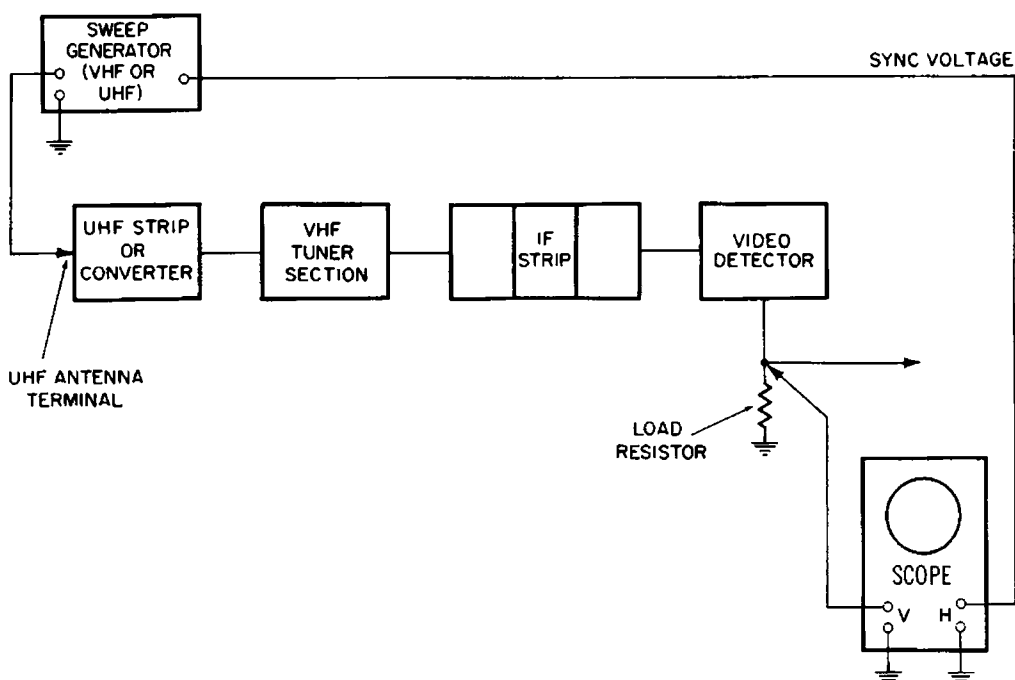 SWEEP
GENERATOR
(VHF OR
UHF)
SYNC VOLTAGE
UHF STRIP
OR
CONVERTER
VHF
TUNER
SECTION
IF
STRIP
VIDEO
DETECTOR
UHF ANTENNA
TERMINAL
LOAD
RESISTOR
SCOPE
V
H